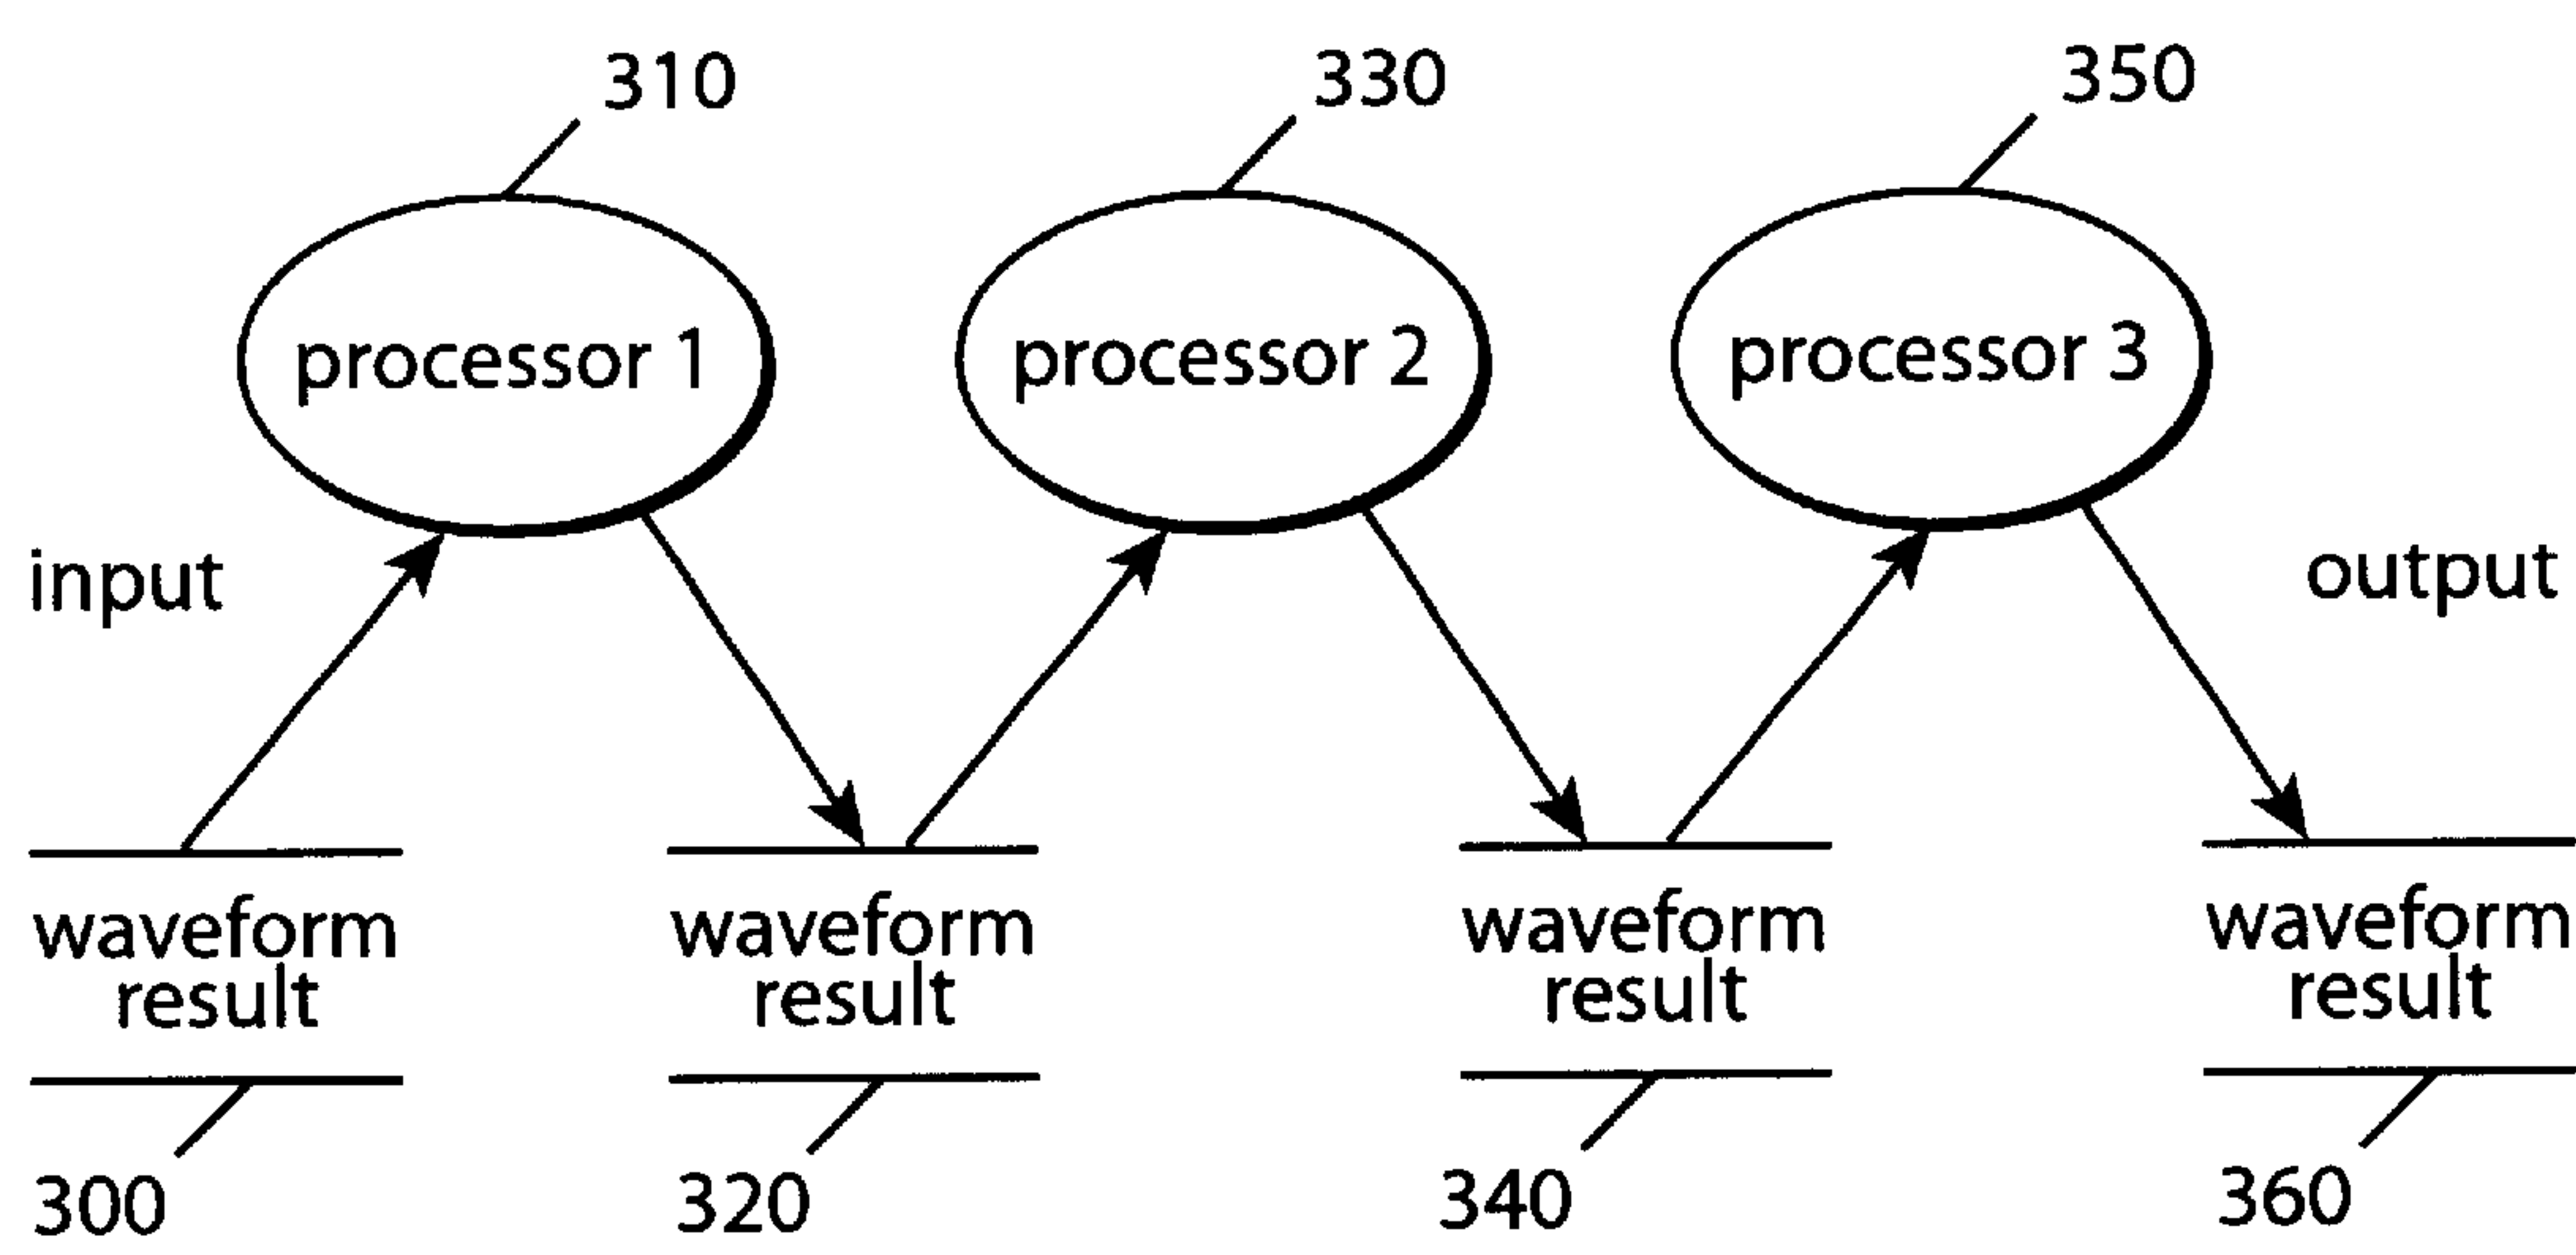 310
330
350
processor 1
processor 2
processor 3
input
output
waveform
result
waveform
result
waveform
result
waveform
result
300
320
340
360